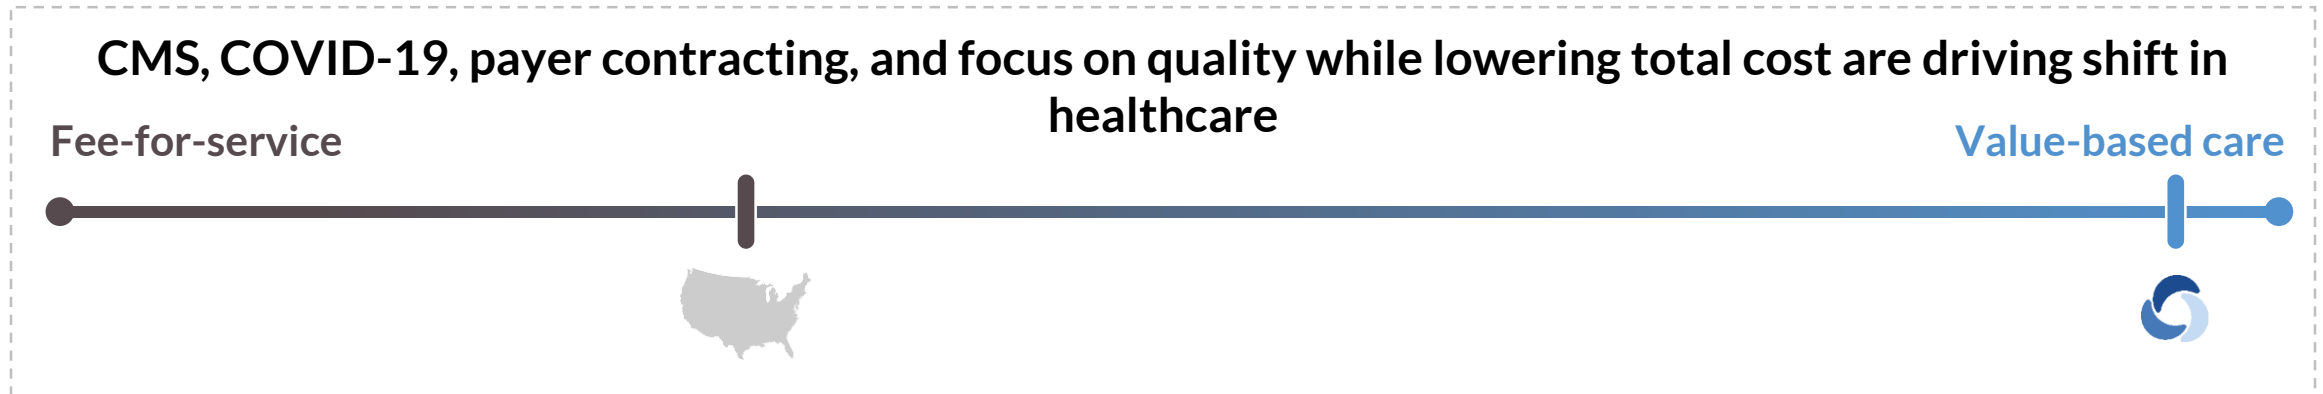 CMS, COVID-19, payer contracting, and focus on quality while lowering total cost are driving shift in
healthcare
Fee-for-service
Value-based care